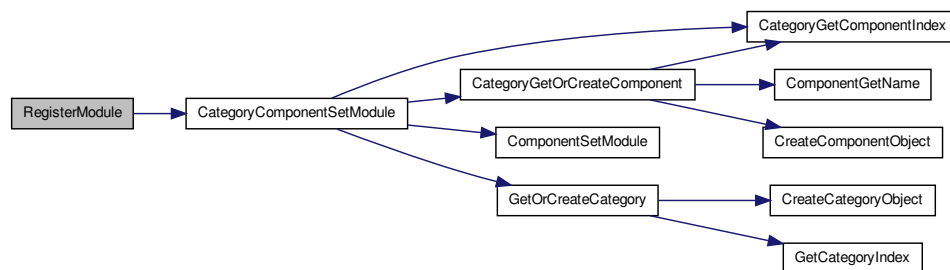 CategoryGetComponentIndex
CategoryGetOrCreateComponent
ComponentGetName
RegisterModule
CategoryComponentSetModule
ComponentSetModule
CreateComponentObject
GetOrCreateCategory
CreateCategoryObject
GetCategoryIndex